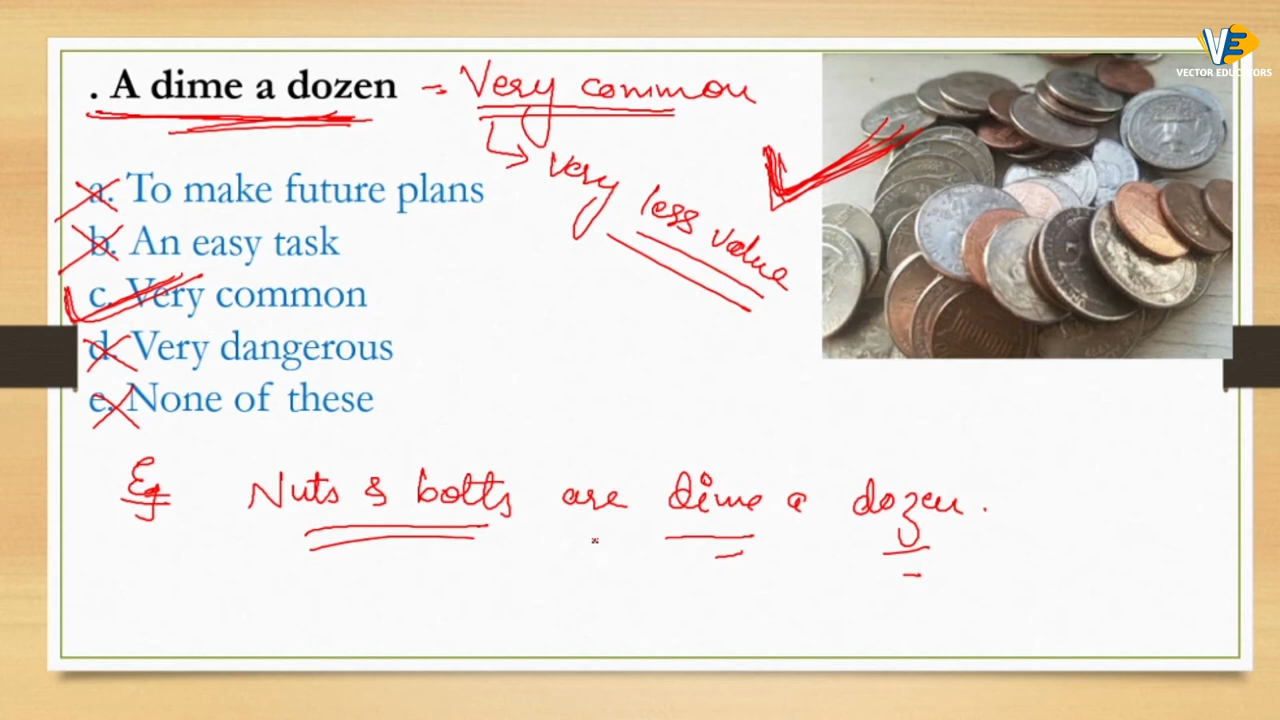 VE
VECTOR EDUCATORS
. A dime a dozen - Very common
↳ very less value
a. To make future plans
b. An easy task
c. Very common
d. Very dangerous
e. None of these
Eg Nuts & bolts are dime a dozen.